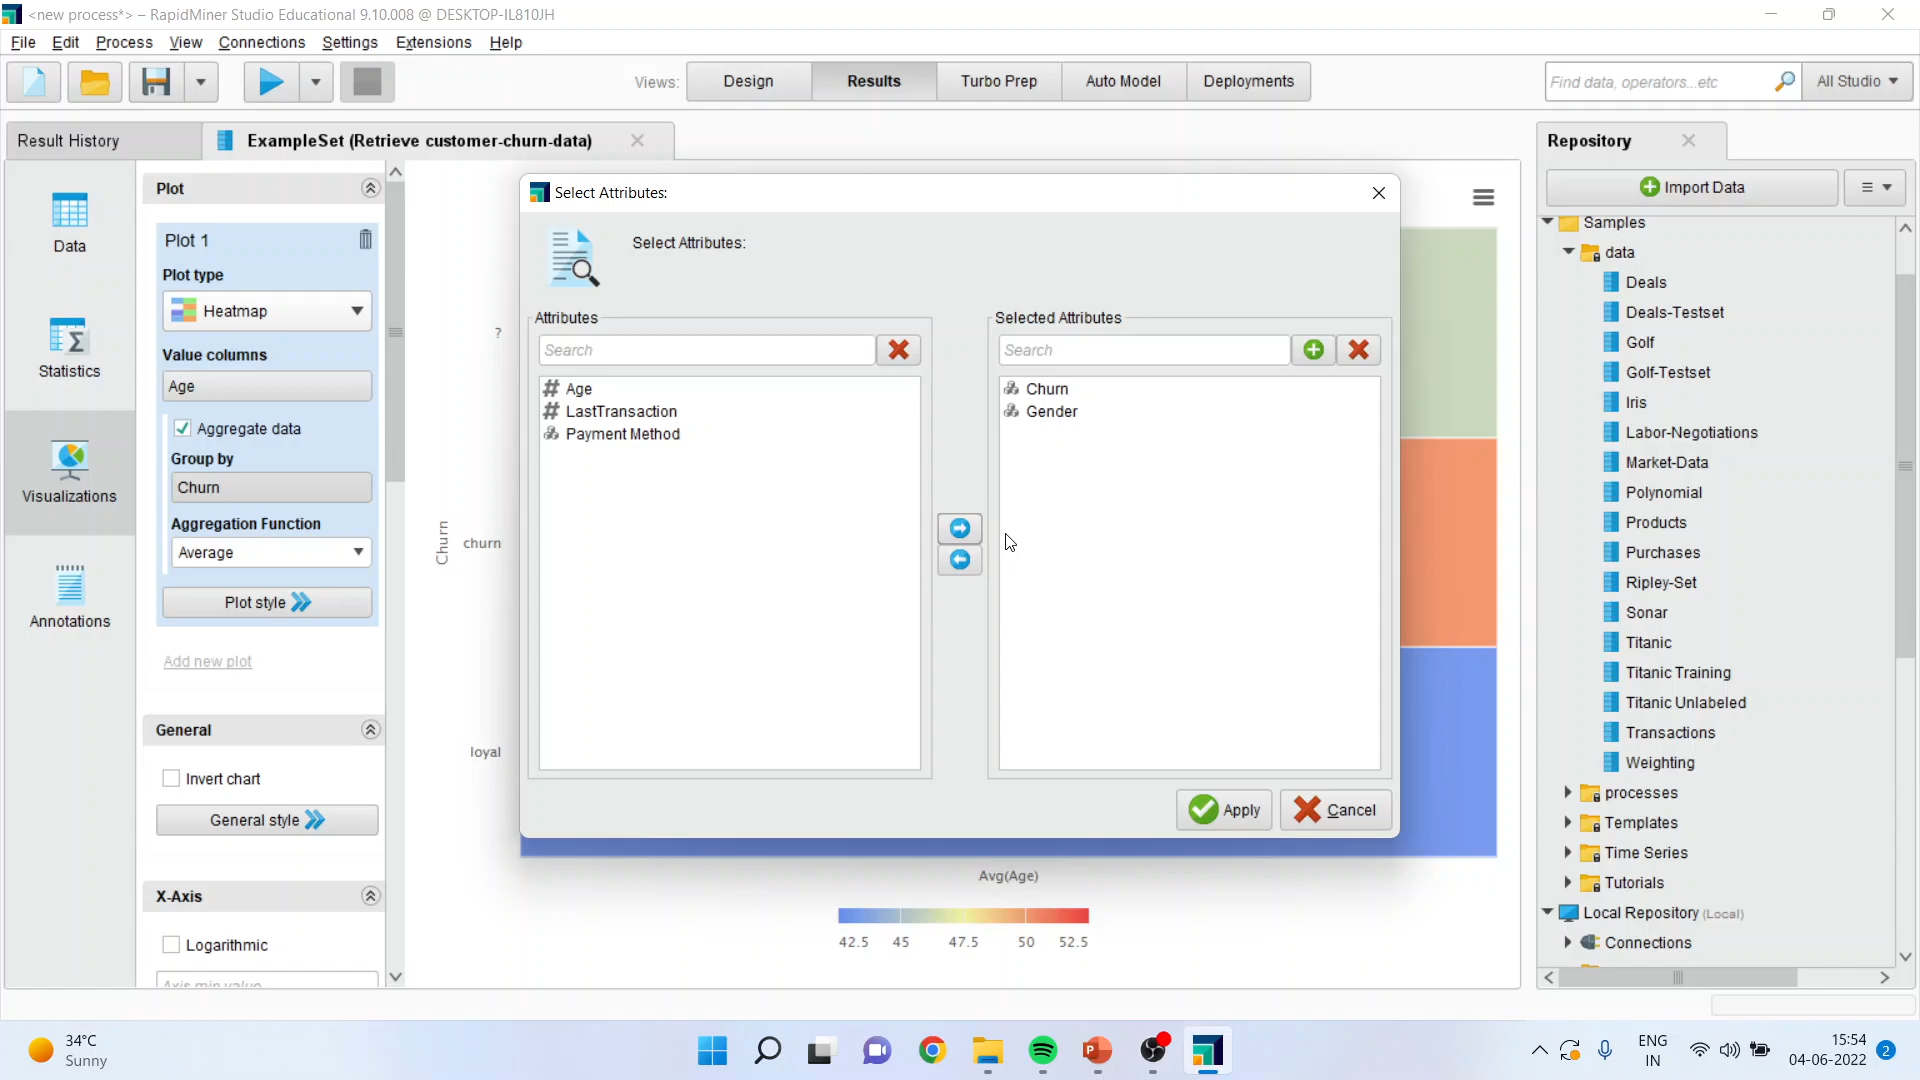 <new process*> – RapidMiner Studio Educational 9.10.008 @ DESKTOP-IL810JH
File Edit Process View Connections Settings Extensions Help
Views: Design Results Turbo Prep Auto Model Deployments
Find data, operators...etc All Studio
Result History
ExampleSet (Retrieve customer-churn-data)
Repository
Data
Statistics
Visualizations
Annotations
Plot
Plot 1
Plot type
Heatmap
Value columns
Age
Aggregate data
Group by
Churn
Aggregation Function
Average
Plot style
Add new plot
General
Invert chart
General style
X-Axis
Logarithmic
Axis min value
?
churn
loyal
Churn
Select Attributes:
Select Attributes:
Attributes
Search
Age
LastTransaction
Payment Method
Selected Attributes
Search
Churn
Gender
Apply
Cancel
Avg(Age)
42.5 45 47.5 50 52.5
Import Data
Samples
data
Deals
Deals-Testset
Golf
Golf-Testset
Iris
Labor-Negotiations
Market-Data
Polynomial
Products
Purchases
Ripley-Set
Sonar
Titanic
Titanic Training
Titanic Unlabeled
Transactions
Weighting
processes
Templates
Time Series
Tutorials
Local Repository (Local)
Connections
34°C
Sunny
ENG
IN
15:54
04-06-2022
2